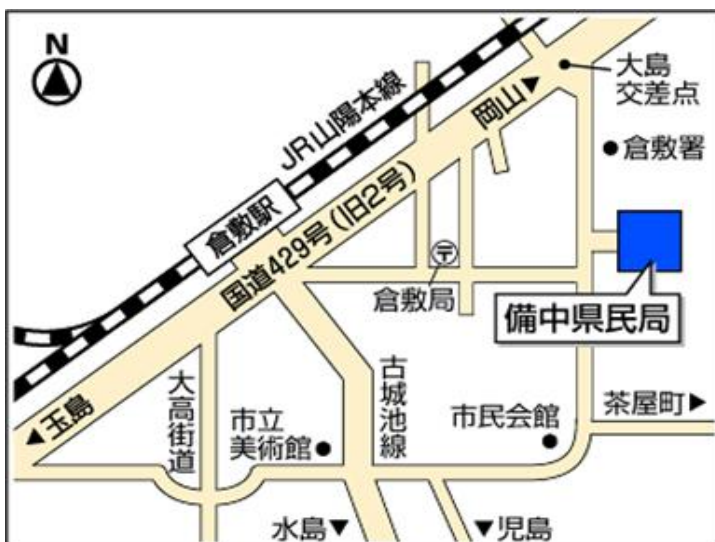 N
大島
交差点
JR山陽本線
岡山▶
倉敷署
倉敷駅
国道429号(旧2号)
〒
倉敷局
備中県民局
大高街道
古城池線
◀玉島
市立
美術館
市民会館
茶屋町▶
水島▼
▼児島